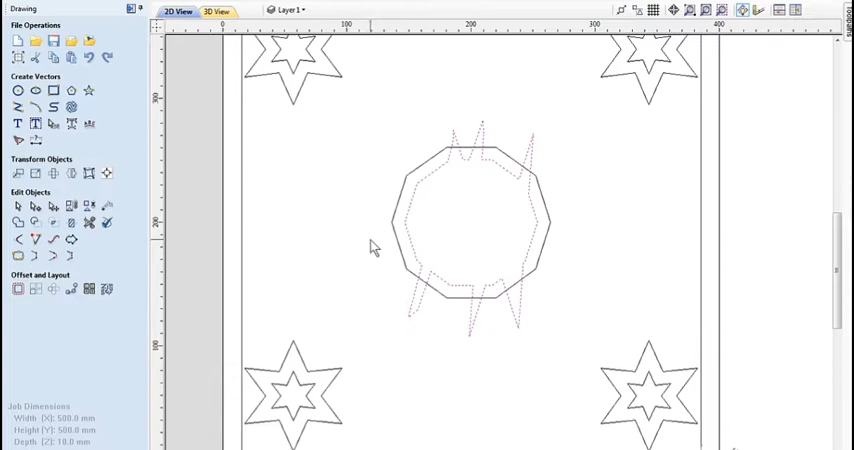 Drawing
2D View
3D View
Layer1
Toolpaths
0
100
200
300
400
File Operations
Create Vectors
Transform Objects
Edit Objects
Offset and Layout
300
200
100
Job Dimensions
Width (X): 500.0 mm
Height (Y): 500.0 mm
Depth (Z): 10.0 mm